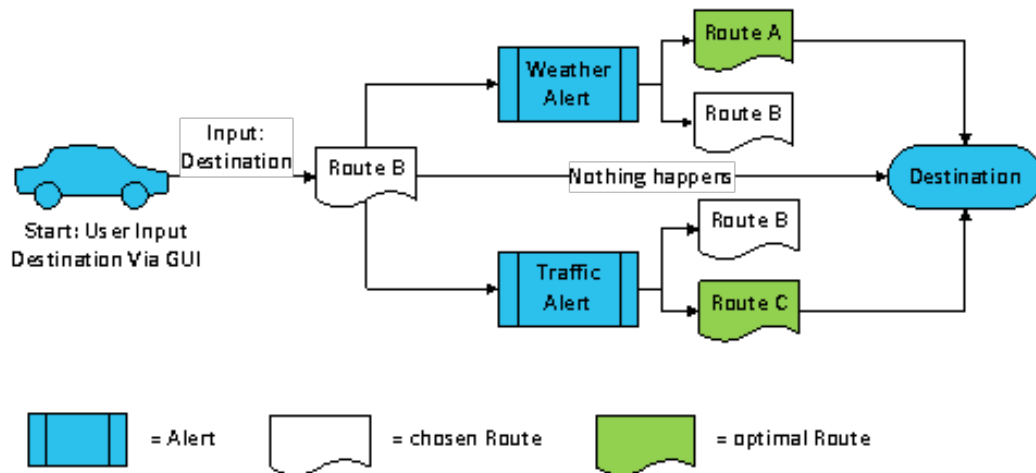 Route A
Weather
Alert
Route B
Input:
Destination
Route B
Nothing happens
Destination
Start: User Input
Destination Via GUI
Route B
Traffic
Alert
Route C
= Alert
= chosen Route
= optimal Route